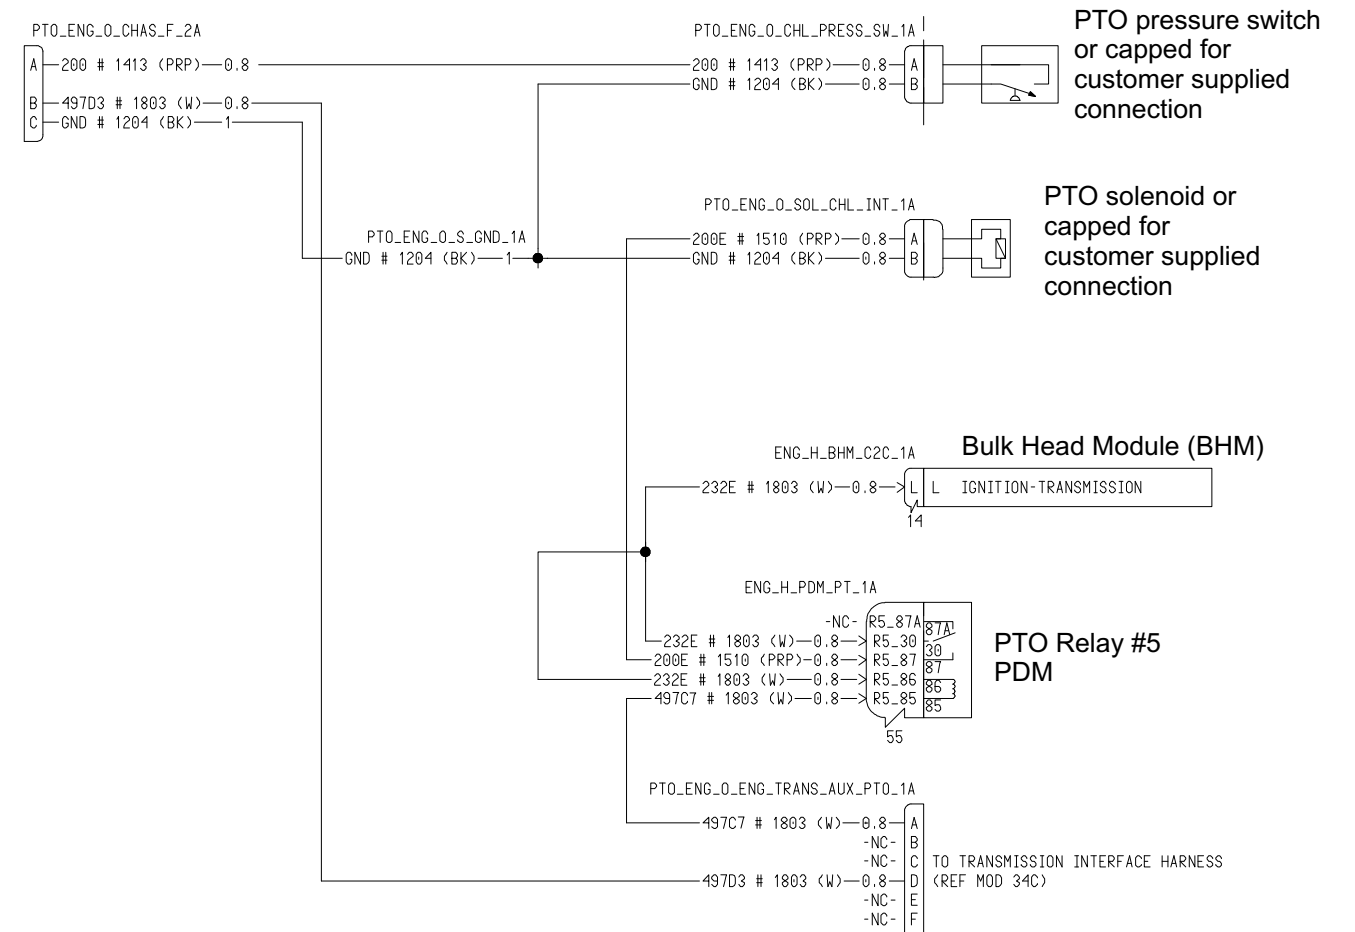 PTO_ENG_O_CHAS_F_2A
A 200 # 1413 (PRP) 0.8
B 497D3 # 1803 (W) 0.8
C GND # 1204 (BK) 1
PTO_ENG_O_CHL_PRESS_SW_1A
200 # 1413 (PRP) 0.8 A
GND # 1204 (BK) 0.8 B
PTO pressure switch
or capped for
customer supplied
connection
PTO_ENG_O_S_GND_1A
GND # 1204 (BK) 1
PTO_ENG_O_SOL_CHL_INT_1A
200E # 1510 (PRP) 0.8 A
GND # 1204 (BK) 0.8 B
PTO solenoid or
capped for
customer supplied
connection
ENG_H_BHM_C2C_1A
Bulk Head Module (BHM)
232E # 1803 (W) 0.8 L L IGNITION-TRANSMISSION
14
ENG_H_PDM_PT_1A
-NC- R5_87A 87A
232E # 1803 (W) 0.8 R5_30 30
200E # 1510 (PRP) 0.8 R5_87 87
232E # 1803 (W) 0.8 R5_86 86
497C7 # 1803 (W) 0.8 R5_85 85
55
PTO Relay #5
PDM
PTO_ENG_O_ENG_TRANS_AUX_PTO_1A
497C7 # 1803 (W) 0.8 A
-NC- B
-NC- C TO TRANSMISSION INTERFACE HARNESS
497D3 # 1803 (W) 0.8 D (REF MOD 34C)
-NC- E
-NC- F